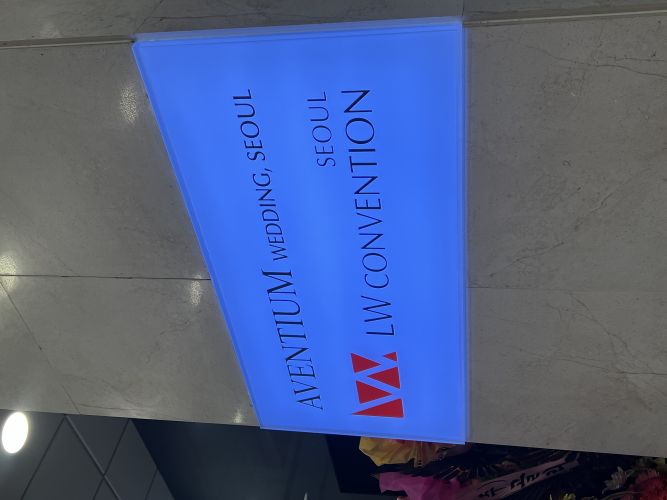 AVENTIUM WEDDING, SEOUL
SEOUL
LW CONVENTION